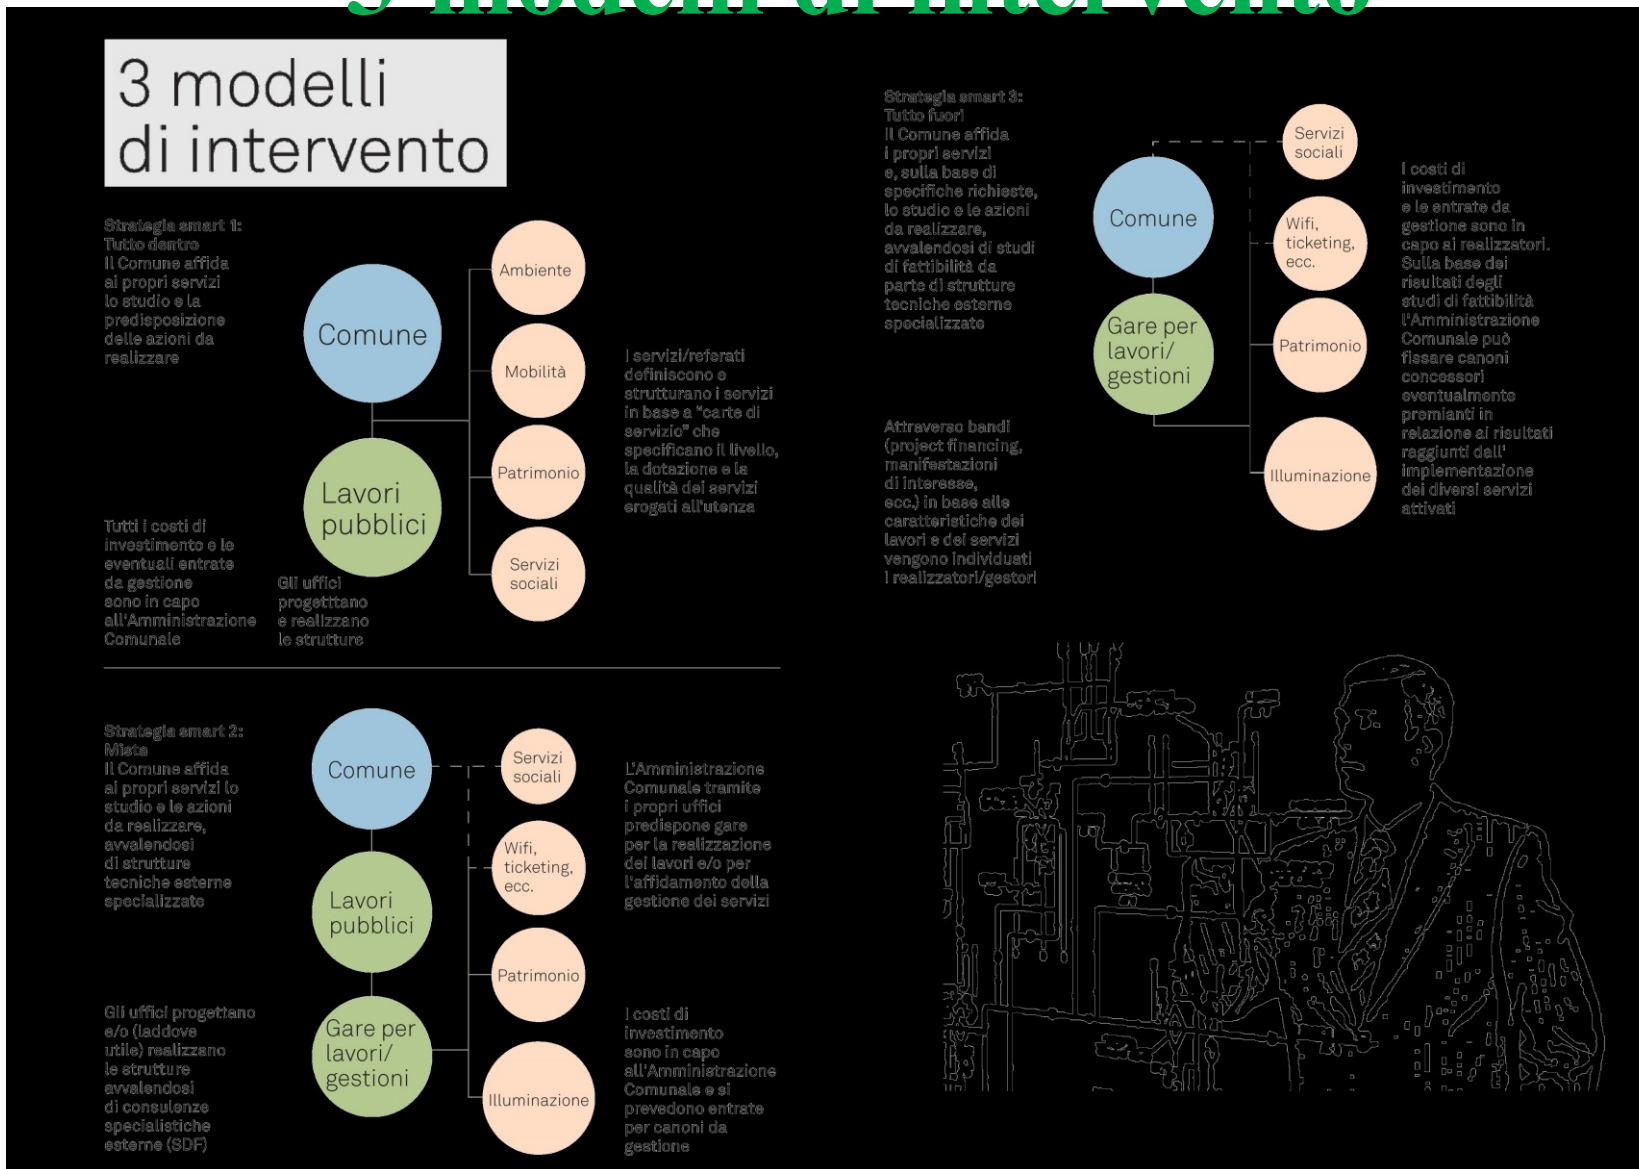 3 modelli di intervento
3 modelli
di intervento
Strategia smart 1:
Tutto dentro
Il Comune affida
ai propri servizi
lo studio e la
predisposizione
delle azioni da
realizzare
Tutti i costi di
investimento e le
eventuali entrate
da gestione
sono in capo
all'Amministrazione
Comunale
Comune
Lavori
pubblici
Gli uffici
progetttano
e realizzano
le strutture
Ambiente
Mobilità
Patrimonio
Servizi
sociali
I servizi/referati
definiscono e
strutturano i servizi
in base a "carte di
servizio" che
specificano il livello,
la dotazione e la
qualità dei servizi
erogati all'utenza
Strategia smart 2:
Mista
Il Comune affida
ai propri servizi lo
studio e le azioni
da realizzare,
avvalendosi
di strutture
tecniche esterne
specializzate
Gli uffici progettano
e/o (laddove
utile) realizzano
le strutture
avvalendosi
di consulenze
specialistiche
esterne (SDF)
Comune
Lavori
pubblici
Gare per
lavori/
gestioni
Servizi
sociali
Wifi,
ticketing,
ecc.
Patrimonio
Illuminazione
L'Amministrazione
Comunale tramite
i propri uffici
predispone gare
per la realizzazione
dei lavori e/o per
l'affidamento della
gestione dei servizi
I costi di
investimento
sono in capo
all'Amministrazione
Comunale e si
prevedono entrate
per canoni da
gestione
Strategia smart 3:
Tutto fuori
Il Comune affida
i propri servizi
e, sulla base di
specifiche richieste,
lo studio e le azioni
da realizzare,
avvalendosi di studi
di fattibilità da
parte di strutture
tecniche esterne
specializzate
Attraverso bandi
(project financing,
manifestazioni
di interesse,
ecc.) in base alle
caratteristiche dei
lavori e dei servizi
vengono individuati
i realizzatori/gestori
Comune
Gare per
lavori/
gestioni
Servizi
sociali
Wifi,
ticketing,
ecc.
Patrimonio
Illuminazione
I costi di
investimento
e le entrate da
gestione sono in
capo ai realizzatori.
Sulla base dei
risultati degli
studi di fattibilità
l'Amministrazione
Comunale può
fissare canoni
concessori
eventualmente
premianti in
relazione ai risultati
raggiunti dall'
implementazione
dei diversi servizi
attivati